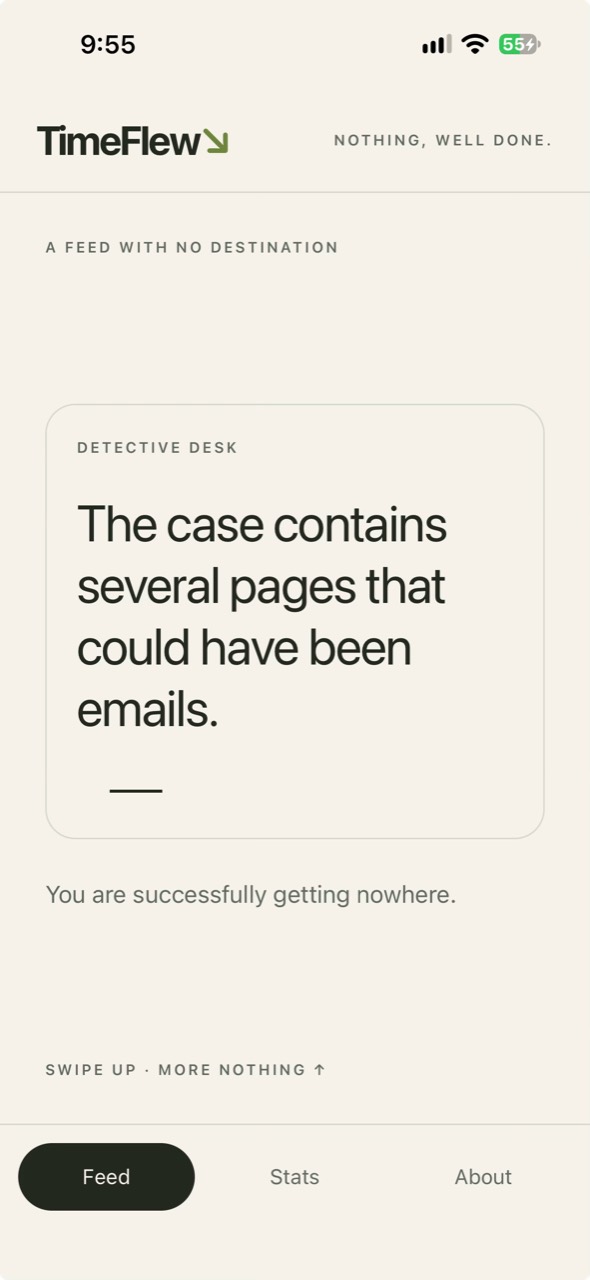 9:55
55
TimeFlew
NOTHING, WELL DONE.
A FEED WITH NO DESTINATION
DETECTIVE DESK
The case contains
several pages that
could have been
emails.
You are successfully getting nowhere.
SWIPE UP · MORE NOTHING ↑
Feed
Stats
About